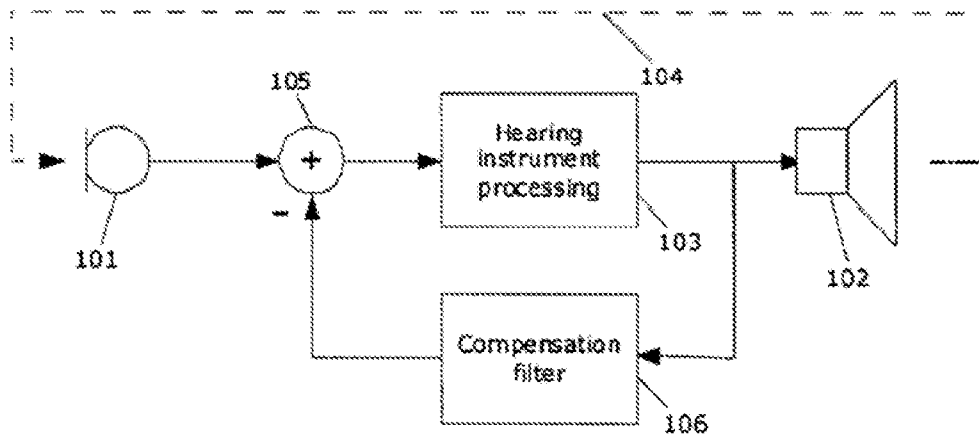 104
105
Hearing
instrument
processing
+
-
101
103
102
Compensation
filter
106